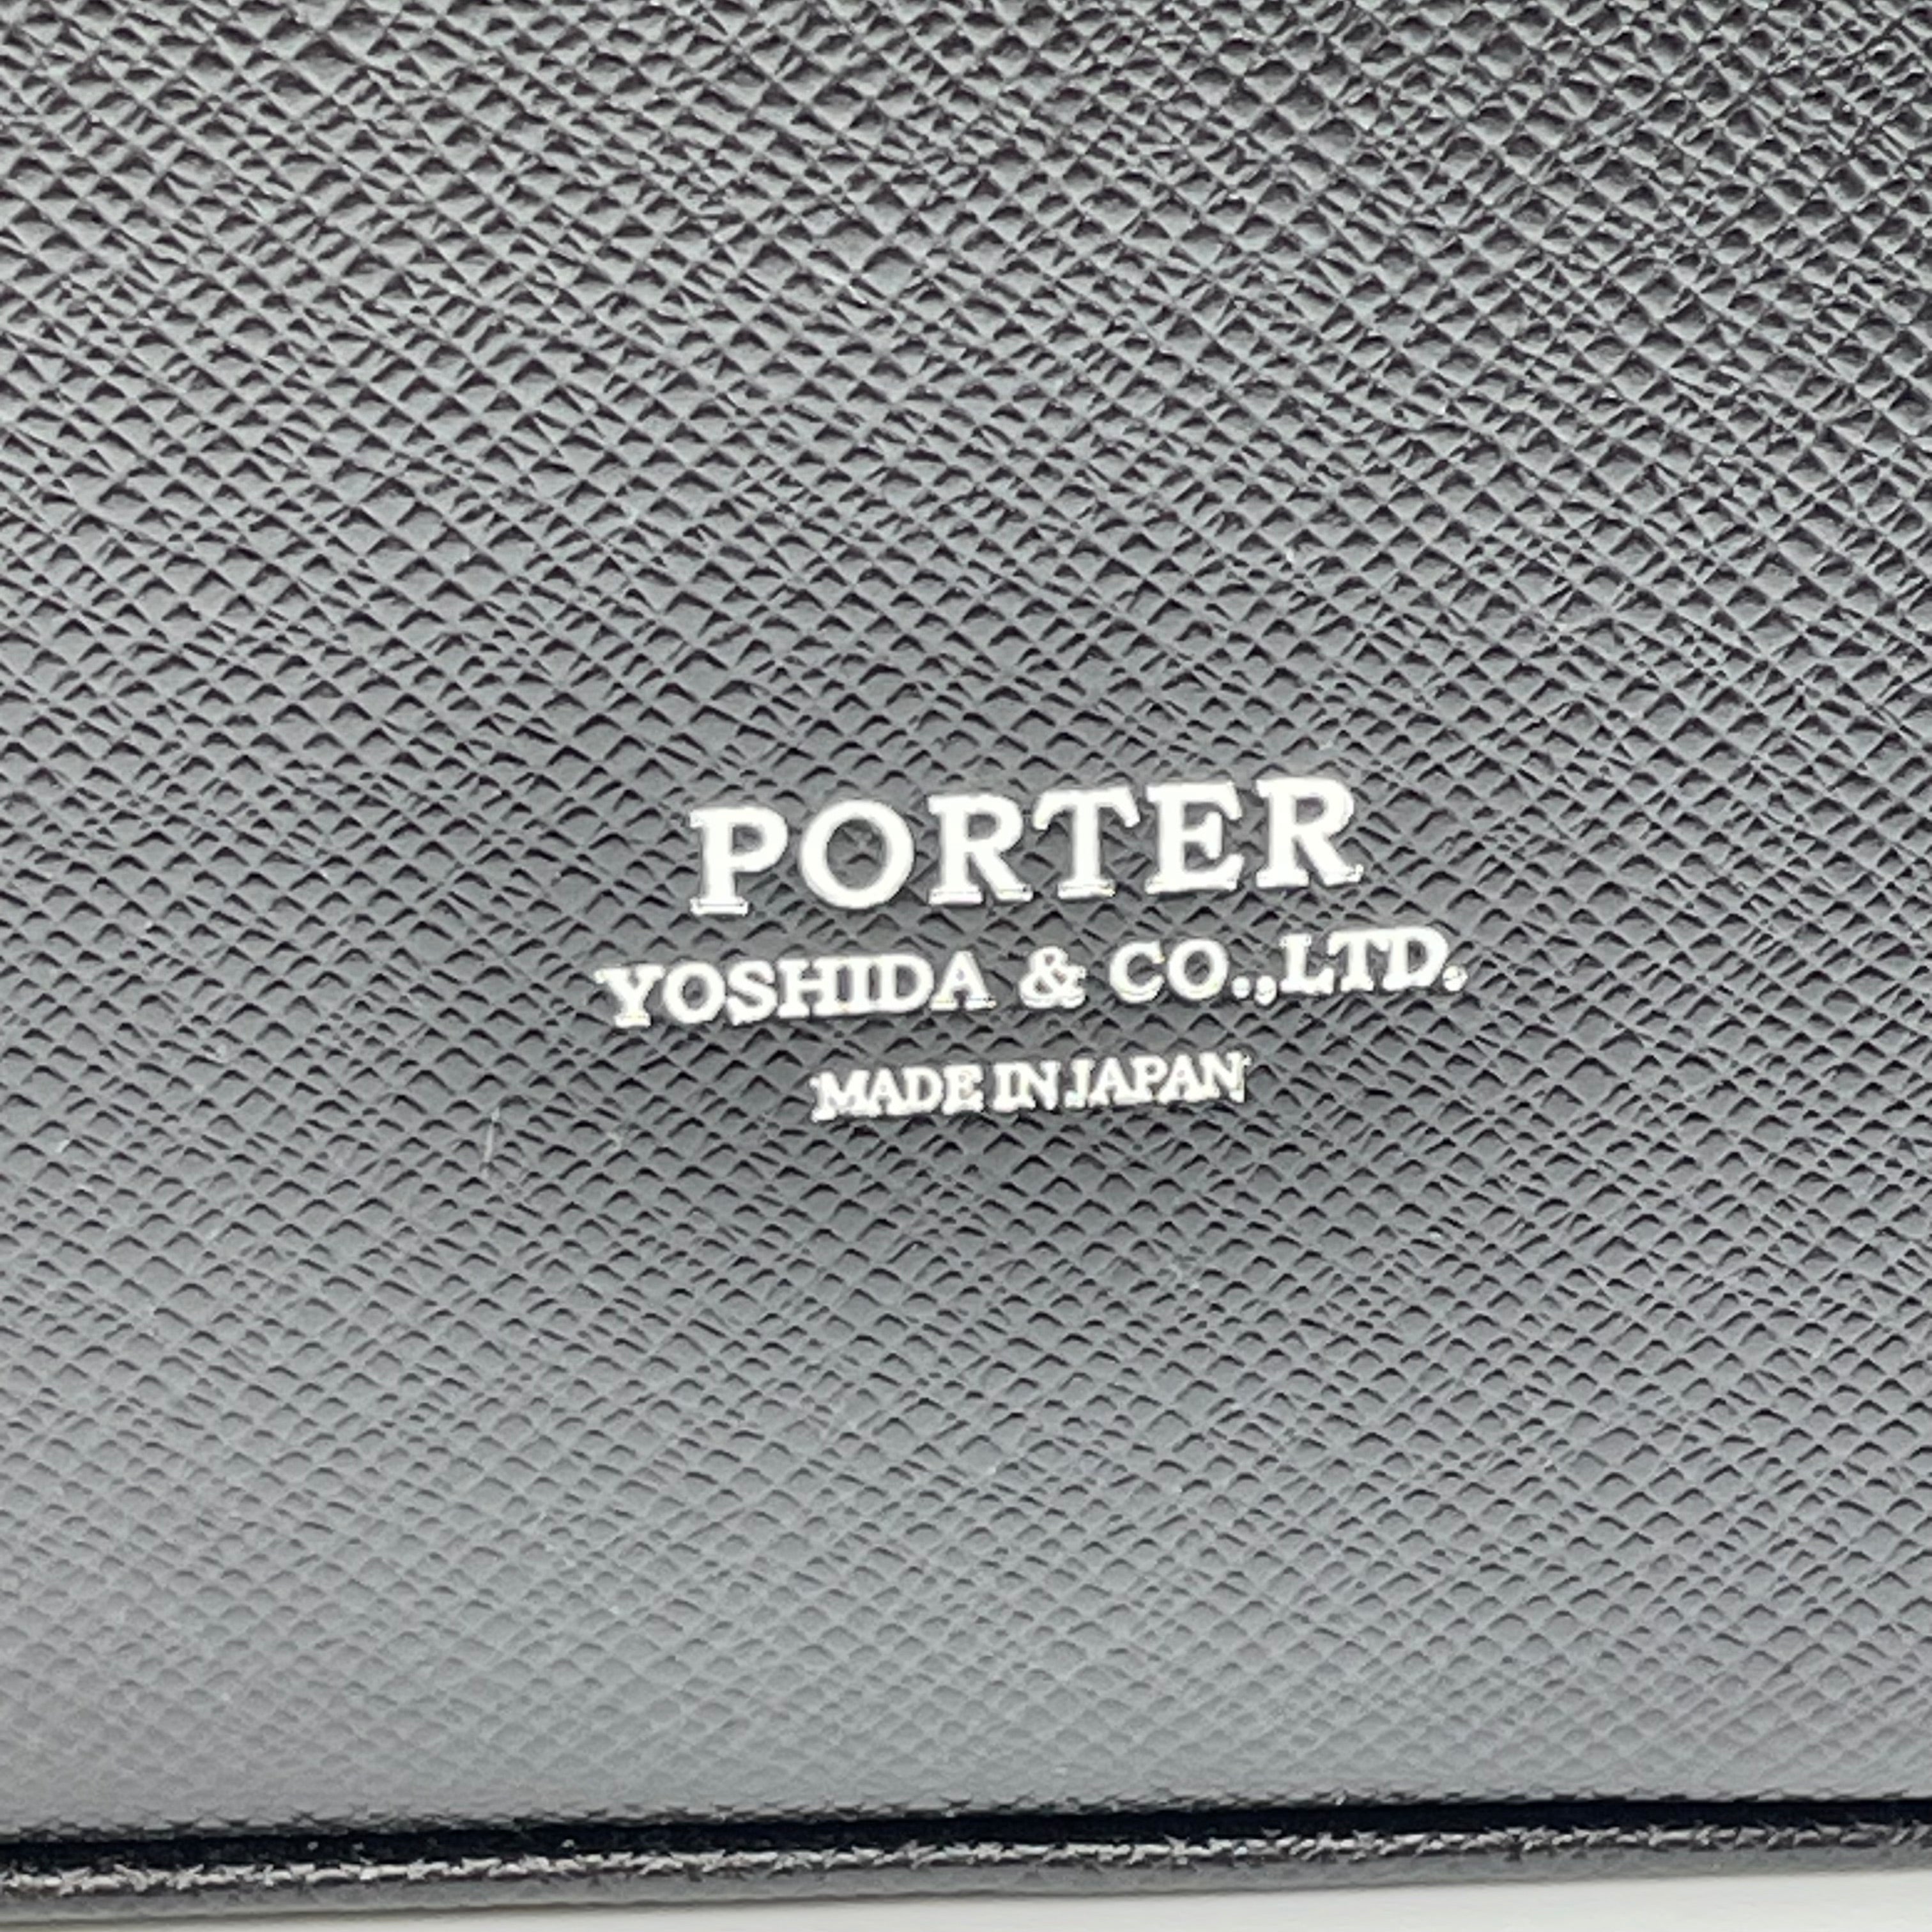 PORTER
YOSHIDA & CO.,LTD.
MADE IN JAPAN